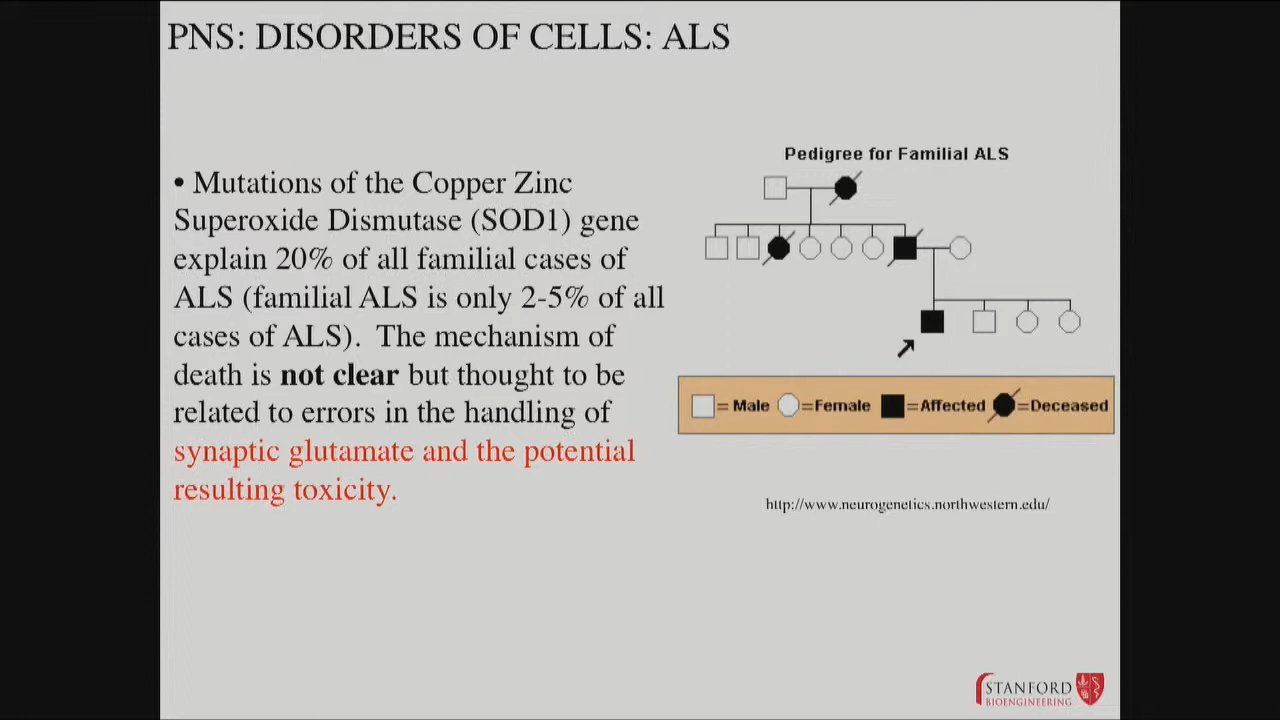 PNS: DISORDERS OF CELLS: ALS
• Mutations of the Copper Zinc
Superoxide Dismutase (SOD1) gene
explain 20% of all familial cases of
ALS (familial ALS is only 2-5% of all
cases of ALS). The mechanism of
death is not clear but thought to be
related to errors in the handling of
synaptic glutamate and the potential
resulting toxicity.
Pedigree for Familial ALS
= Male =Female =Affected =Deceased
http://www.neurogenetics.northwestern.edu/
STANFORD
BIOENGINEERING